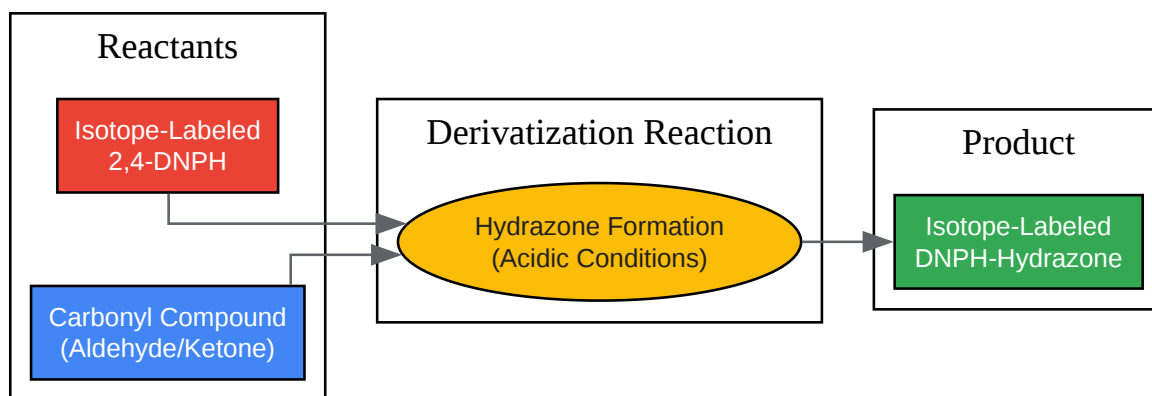 Reactants
Isotope-Labeled
2,4-DNPH
Carbonyl Compound
(Aldehyde/Ketone)
Derivatization Reaction
Hydrazone Formation
(Acidic Conditions)
Product
Isotope-Labeled
DNPH-Hydrazone